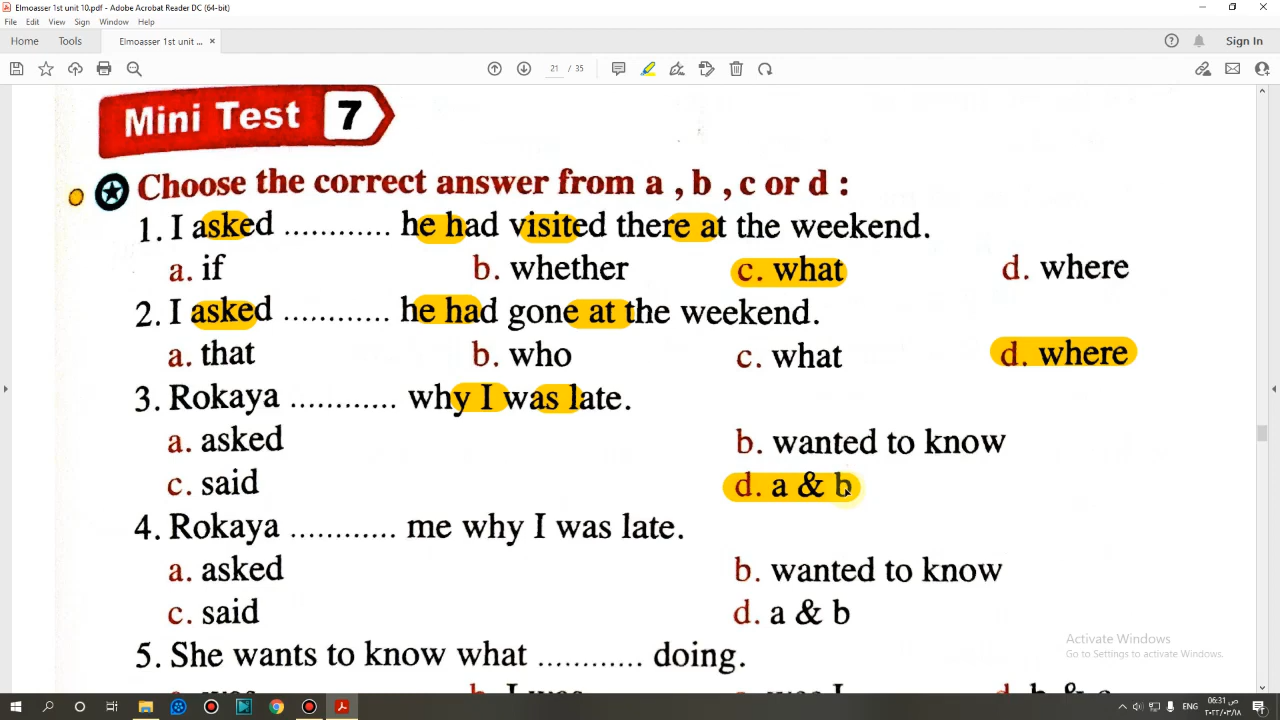 Elmoasser 1st unit 10.pdf - Adobe Acrobat Reader DC (64-bit)
File Edit View Sign Window Help
Home Tools Elmoasser 1st unit ... × Sign In
21 / 35
Mini Test 7
Choose the correct answer from a , b , c or d :
1. I asked ............ he had visited there at the weekend.
a. if b. whether c. what d. where
2. I asked ............ he had gone at the weekend.
a. that b. who c. what d. where
3. Rokaya ............ why I was late.
a. asked b. wanted to know
c. said d. a & b
4. Rokaya ............ me why I was late.
a. asked b. wanted to know
c. said d. a & b
5. She wants to know what ............ doing.
Activate Windows
Go to Settings to activate Windows.
ENG
06:31 ص
٢٠٢٢/٠٣/١٨